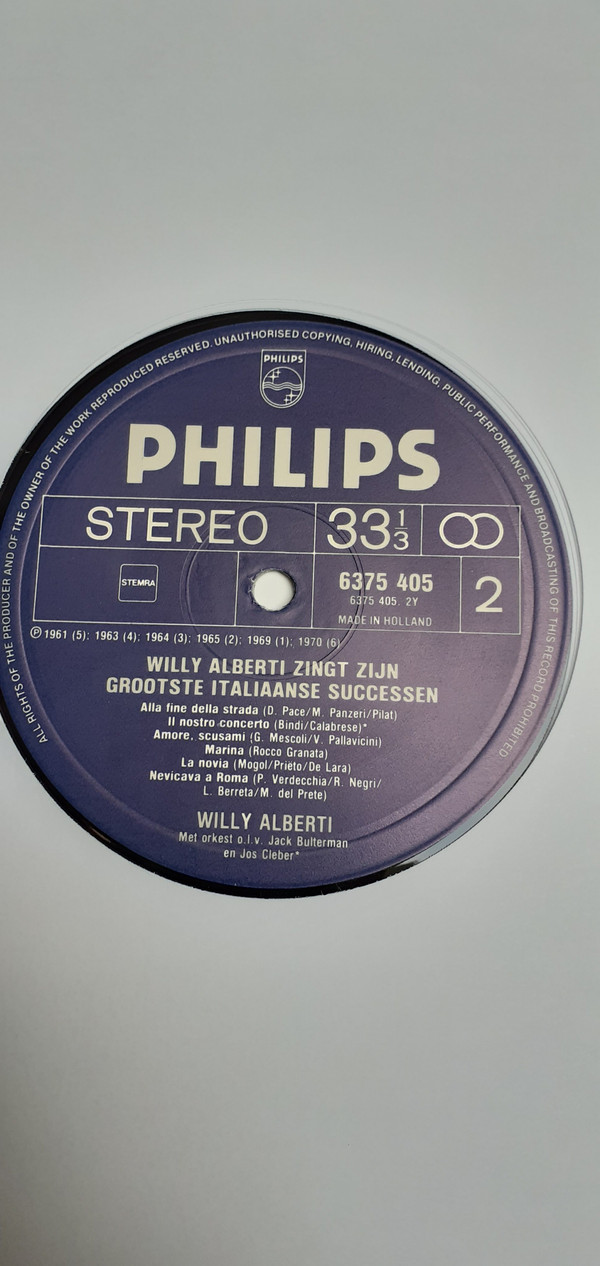 ALL RIGHTS OF THE PRODUCER AND OF THE OWNER OF THE WORK REPRODUCED RESERVED. UNAUTHORISED COPYING, HIRING, LENDING, PUBLIC PERFORMANCE AND BROADCASTING OF THIS RECORD PROHIBITED
PHILIPS
PHILIPS
STEREO 33 1/3
STEMRA 6375 405 2
6375 405. 2Y
MADE IN HOLLAND
℗ 1961 (5); 1963 (4); 1964 (3); 1965 (2); 1969 (1); 1970 (6)
WILLY ALBERTI ZINGT ZIJN
GROOTSTE ITALIAANSE SUCCESSEN
Alla fine della strada (D. Pace/M. Panzeri/Pilat)
Il nostro concerto (Bindi/Calabrese)*
Amore, scusami (G. Mescoli/V. Pallavicini)
Marina (Rocco Granata)
La novia (Mogol/Priëto/De Lara)
Nevicava a Roma (P. Verdecchia/R. Negri/
L. Berreta/M. del Prete)
WILLY ALBERTI
Met orkest o.l.v. Jack Bulterman
en Jos Cleber*